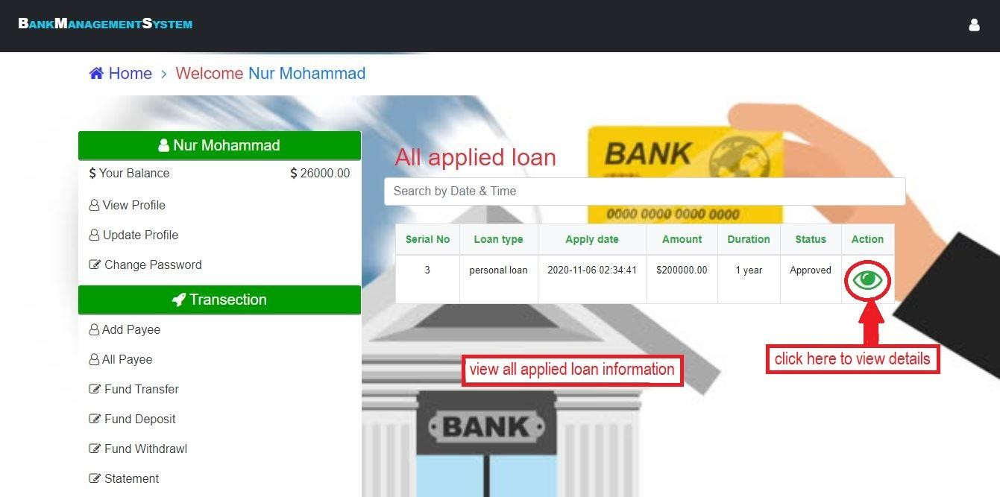 BankManagementSystem
Home > Welcome Nur Mohammad
Nur Mohammad
$ Your Balance $ 26000.00
View Profile
Update Profile
Change Password
Transection
Add Payee
All Payee
Fund Transfer
Fund Deposit
Fund Withdrawl
Statement
All applied loan
Search by Date & Time
Serial No Loan type Apply date Amount Duration Status Action
3 personal loan 2020-11-06 02:34:41 $200000.00 1 year Approved
click here to view details
view all applied loan information
BANK
0000 0000 0000 0000
BANK